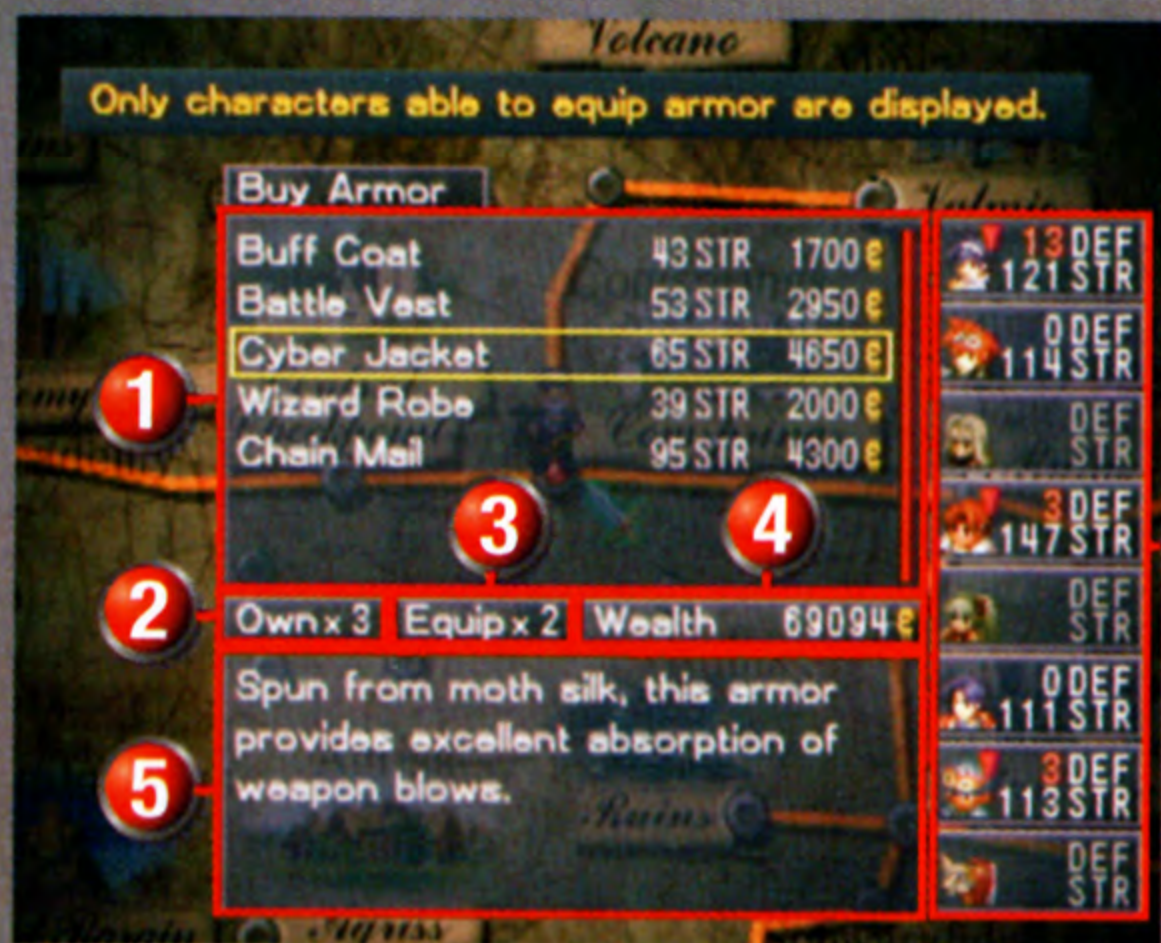 Volcano
Only characters able to equip armor are displayed.
Buy Armor
Buff Coat 43 STR 1700 e
Battle Vest 53 STR 2950 e
Cyber Jacket 65 STR 4650 e
Wizard Robe 39 STR 2000 e
Chain Mail 95 STR 4300 e
1
2
3
4
5
Own x 3 Equip x 2 Wealth 69094 e
Spun from moth silk, this armor
provides excellent absorption of
weapon blows.
Ruins
13 DEF
121 STR
0 DEF
114 STR
DEF
STR
3 DEF
147 STR
DEF
STR
0 DEF
111 STR
3 DEF
113 STR
DEF
STR